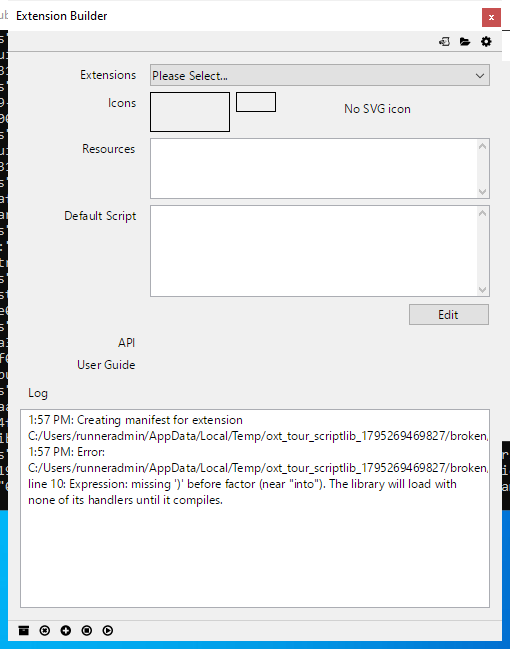 Extension Builder
Extensions
Please Select...
Icons
No SVG icon
Resources
Default Script
Edit
API
User Guide
Log
1:57 PM: Creating manifest for extension
C:/Users/runneradmin/AppData/Local/Temp/oxt_tour_scriptlib_1795269469827/broken,
1:57 PM: Error:
C:/Users/runneradmin/AppData/Local/Temp/oxt_tour_scriptlib_1795269469827/broken,
line 10: Expression: missing ')' before factor (near "into"). The library will load with
none of its handlers until it compiles.